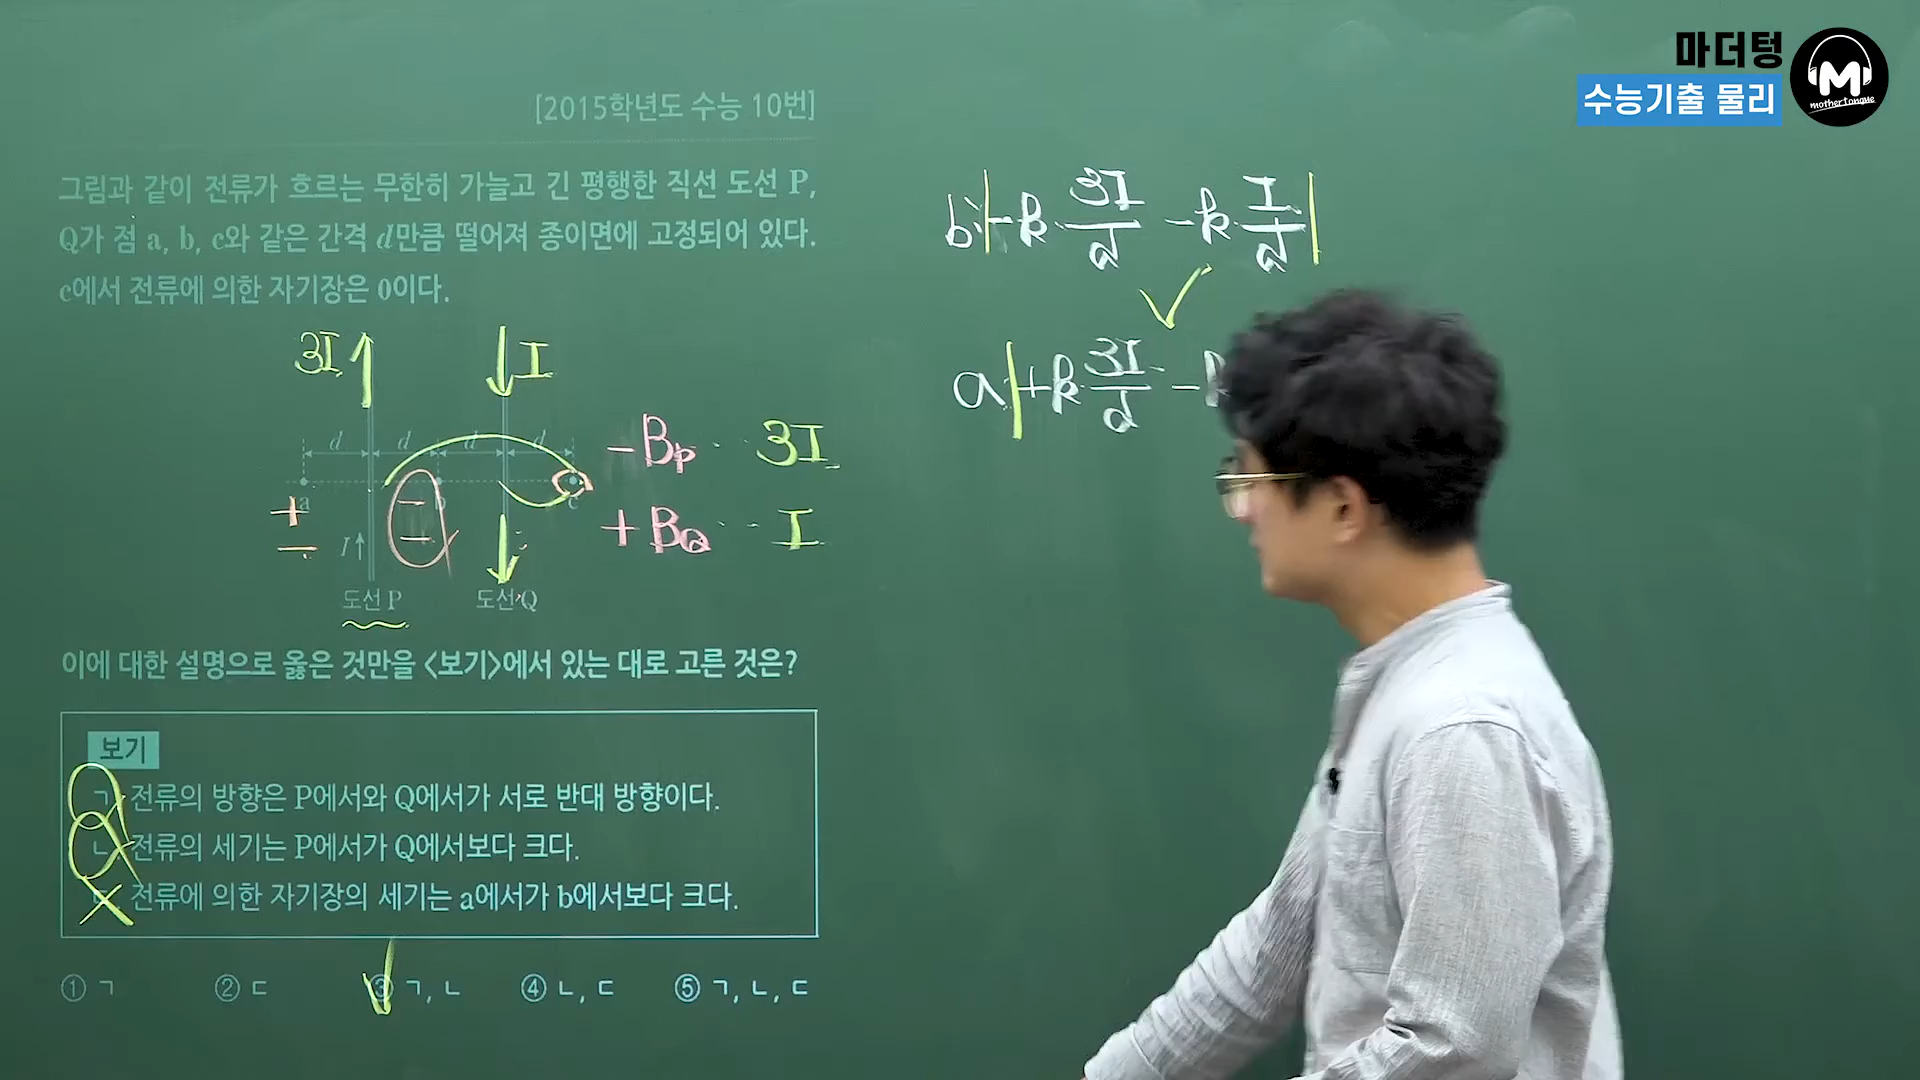 마더텅
수능기출 물리
M
mothertongue
[2015학년도 수능 10번]
그림과 같이 전류가 흐르는 무한히 가늘고 긴 평행한 직선 도선 P,
Q가 점 a, b, c와 같은 간격 d만큼 떨어져 종이면에 고정되어 있다.
c에서 전류에 의한 자기장은 0이다.
3I I
d d d d
a b c
+ −
− −
I
도선 P 도선 Q
− B_P ·· 3I
+ B_Q ·· I
b |−k 3I/d − k I/d|
a |+k 3I/d −
이에 대한 설명으로 옳은 것만을 <보기>에서 있는 대로 고른 것은?
보기
ㄱ. 전류의 방향은 P에서와 Q에서가 서로 반대 방향이다.
ㄴ. 전류의 세기는 P에서가 Q에서보다 크다.
ㄷ. 전류에 의한 자기장의 세기는 a에서가 b에서보다 크다.
① ㄱ ② ㄷ ③ ㄱ, ㄴ ④ ㄴ, ㄷ ⑤ ㄱ, ㄴ, ㄷ